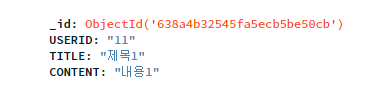 _id: ObjectId('638a4b32545fa5ecb5be50cb')
USERID: "11"
TITLE: "제목1"
CONTENT: "내용1"